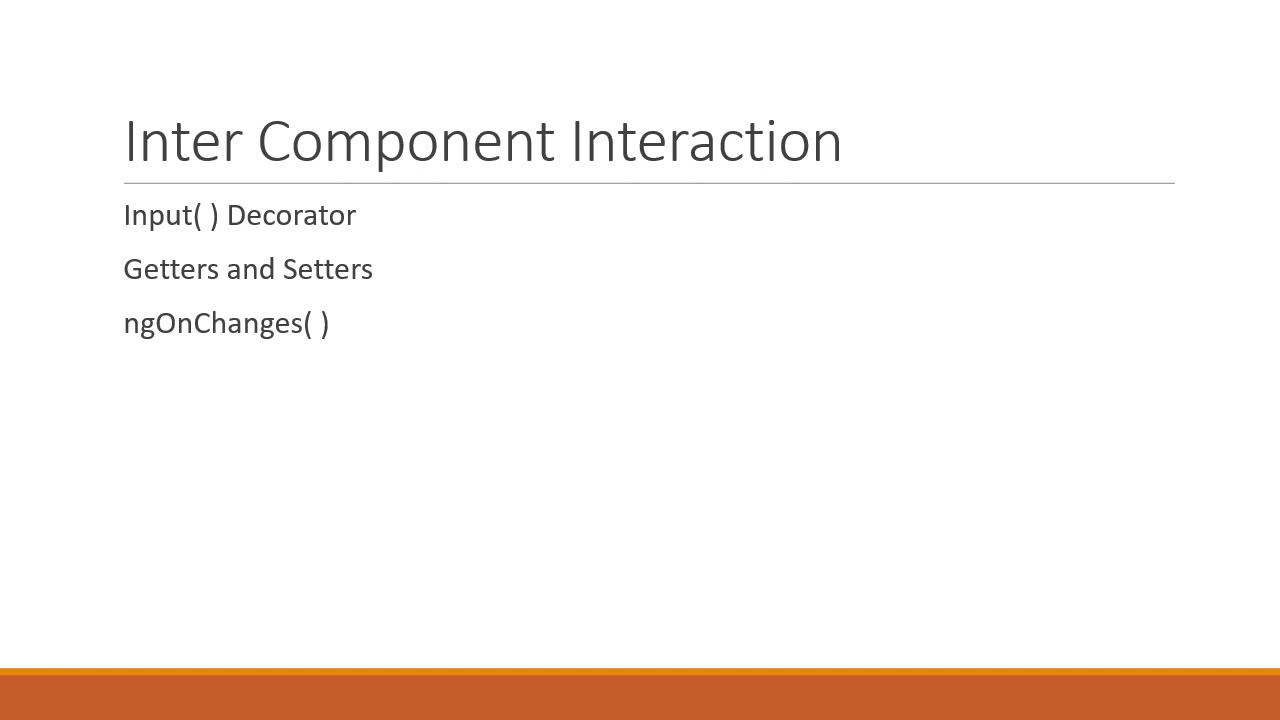 Inter Component Interaction
Input( ) Decorator
Getters and Setters
ngOnChanges( )